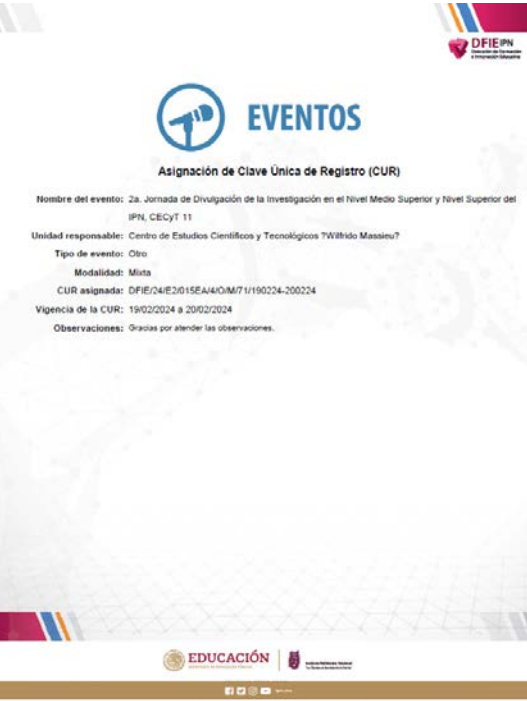 DFIE IPN
Dirección de Formación
e Innovación Educativa
EVENTOS
Asignación de Clave Única de Registro (CUR)
Nombre del evento: 2a. Jornada de Divulgación de la Investigación en el Nivel Medio Superior y Nivel Superior del
IPN, CECyT 11
Unidad responsable: Centro de Estudios Científicos y Tecnológicos ?Wilfrido Massieu?
Tipo de evento: Otro
Modalidad: Mixta
CUR asignada: DFIE/24/E2/015EA/4/O/M/71/190224-200224
Vigencia de la CUR: 19/02/2024 a 20/02/2024
Observaciones: Gracias por atender las observaciones.
EDUCACIÓN
Instituto Politécnico Nacional